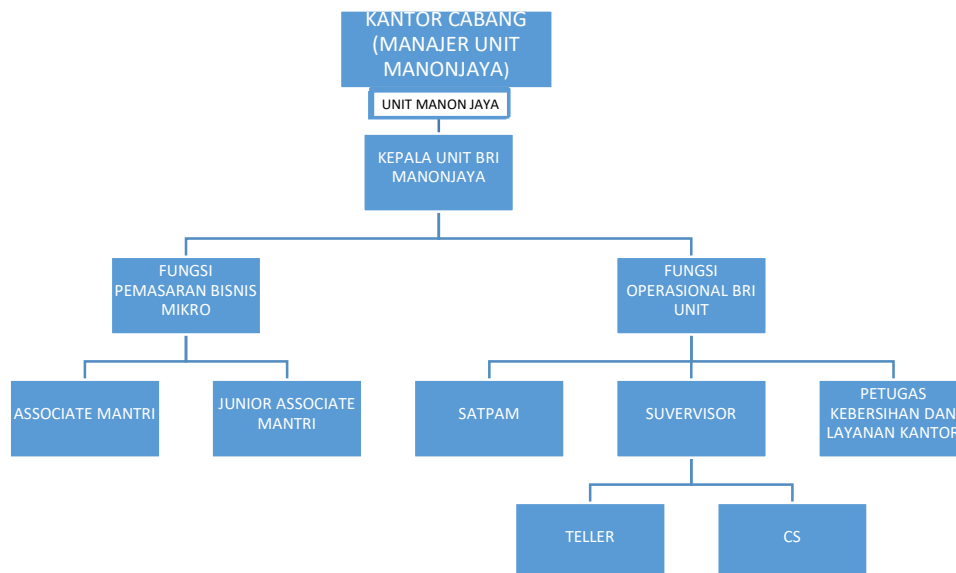 KANTOR CABANG
(MANAJER UNIT
MANONJAYA)
UNIT MANON JAYA
KEPALA UNIT BRI
MANONJAYA
FUNGSI
PEMASARAN BISNIS
MIKRO
FUNGSI
OPERASIONAL BRI
UNIT
ASSOCIATE MANTRI
JUNIOR ASSOCIATE
MANTRI
SATPAM
SUVERVISOR
PETUGAS
KEBERSIHAN DAN
LAYANAN KANTOR
TELLER
CS